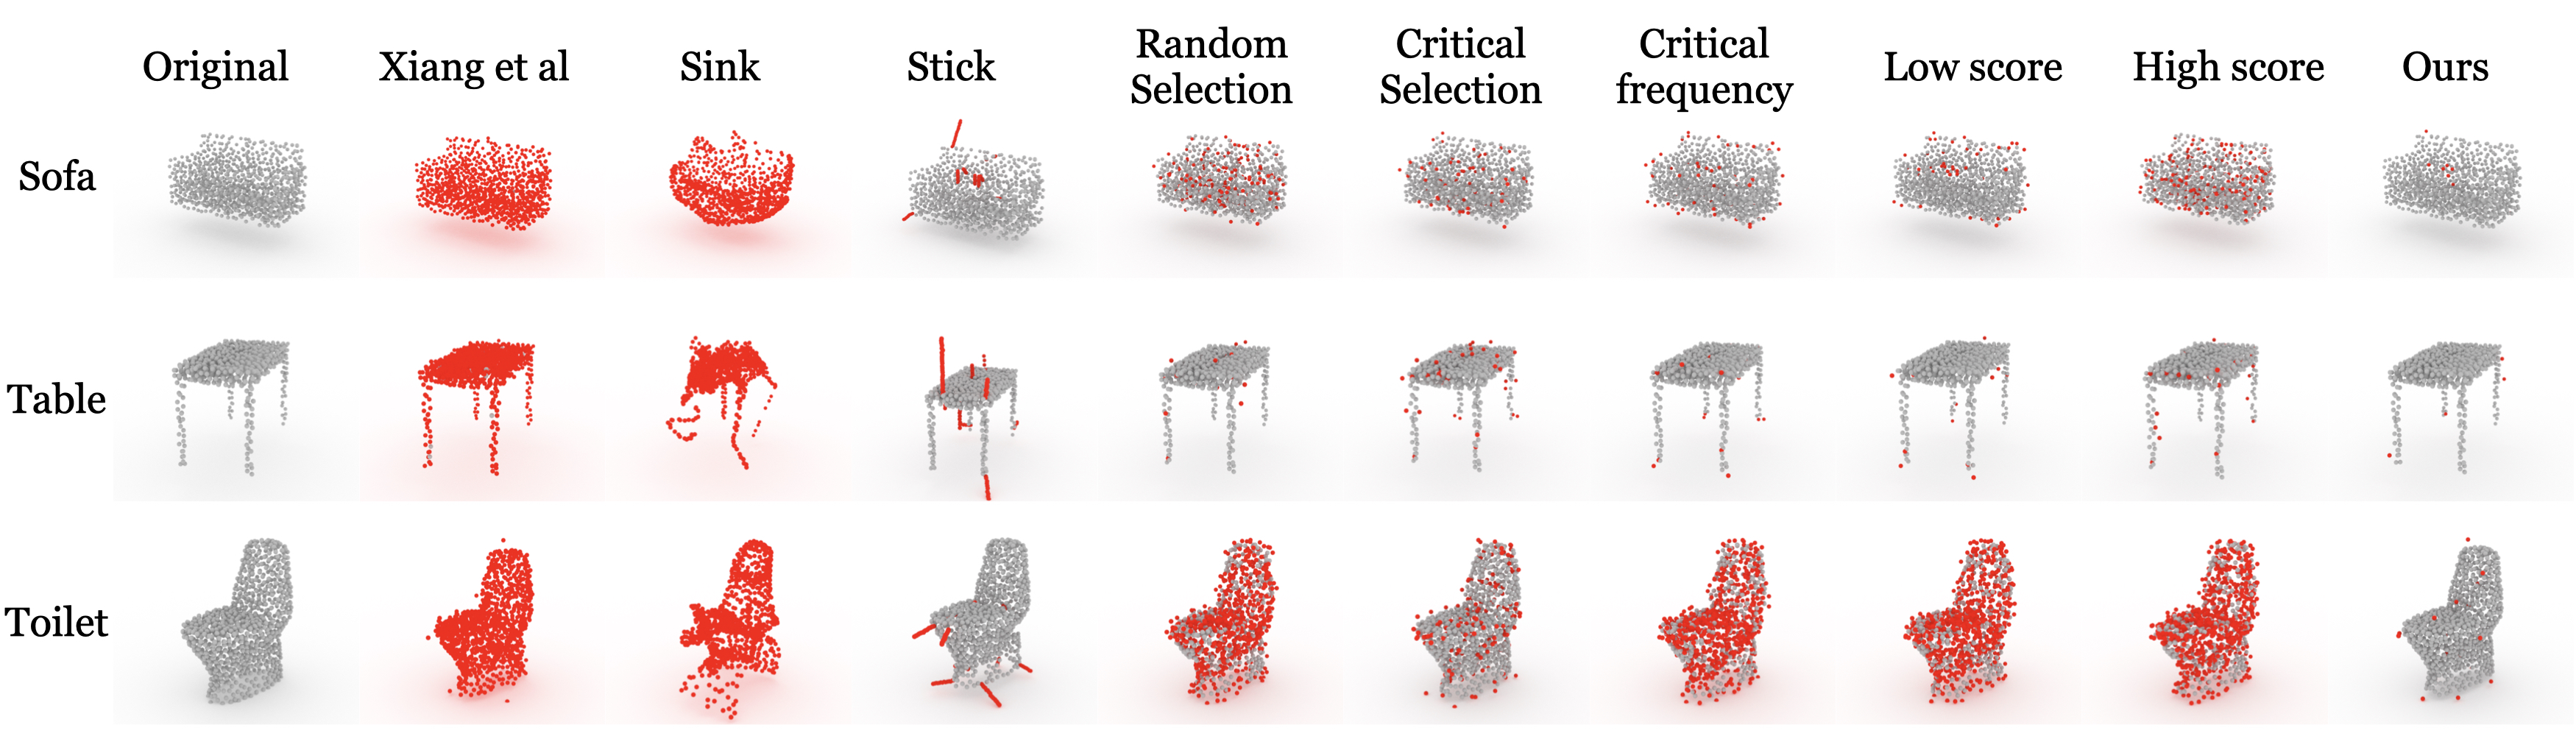 Original
Xiang et al
Sink
Stick
Random
Selection
Critical
Selection
Critical
frequency
Low score
High score
Ours
Sofa
Table
Toilet